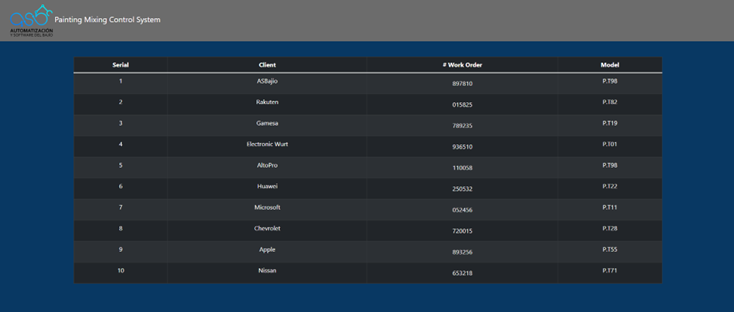 Painting Mixing Control System
AUTOMATIZACIÓN
Y SOFTWARE DEL BAJÍO
Serial Client # Work Order Model
1 ASBajio 897810 P.T98
2 Rakuten 015825 P.T82
3 Gamesa 789235 P.T19
4 Electronic Wurt 936510 P.T01
5 AltoPro 110058 P.T98
6 Huawei 250532 P.T22
7 Microsoft 052456 P.T11
8 Chevrolet 720015 P.T28
9 Apple 893256 P.T55
10 Nissan 653218 P.T71